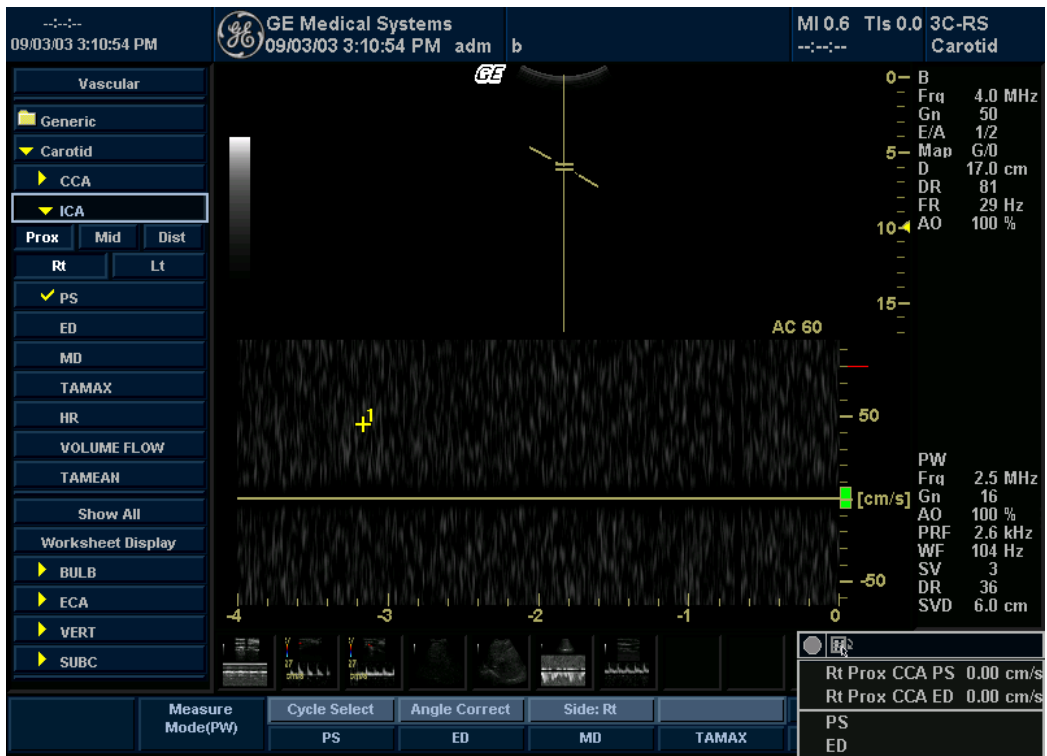 --:--:--
09/03/03 3:10:54 PM
GE Medical Systems
09/03/03 3:10:54 PM adm b
MI 0.6 TIs 0.0 3C-RS
--:--:-- Carotid
Vascular
Generic
Carotid
CCA
ICA
Prox Mid Dist
Rt Lt
PS
ED
MD
TAMAX
HR
VOLUME FLOW
TAMEAN
Show All
Worksheet Display
BULB
ECA
VERT
SUBC
GE
0
5
10
15
B
Frq 4.0 MHz
Gn 50
E/A 1/2
Map G/0
D 17.0 cm
DR 81
FR 29 Hz
AO 100 %
AC 60
1
50
[cm/s]
-50
-4 -3 -2 -1 0
PW
Frq 2.5 MHz
Gn 16
AO 100 %
PRF 2.6 kHz
WF 104 Hz
SV 3
DR 36
SVD 6.0 cm
Rt Prox CCA PS 0.00 cm/s
Rt Prox CCA ED 0.00 cm/s
PS
ED
Measure
Mode(PW)
Cycle Select Angle Correct Side: Rt
PS ED MD TAMAX